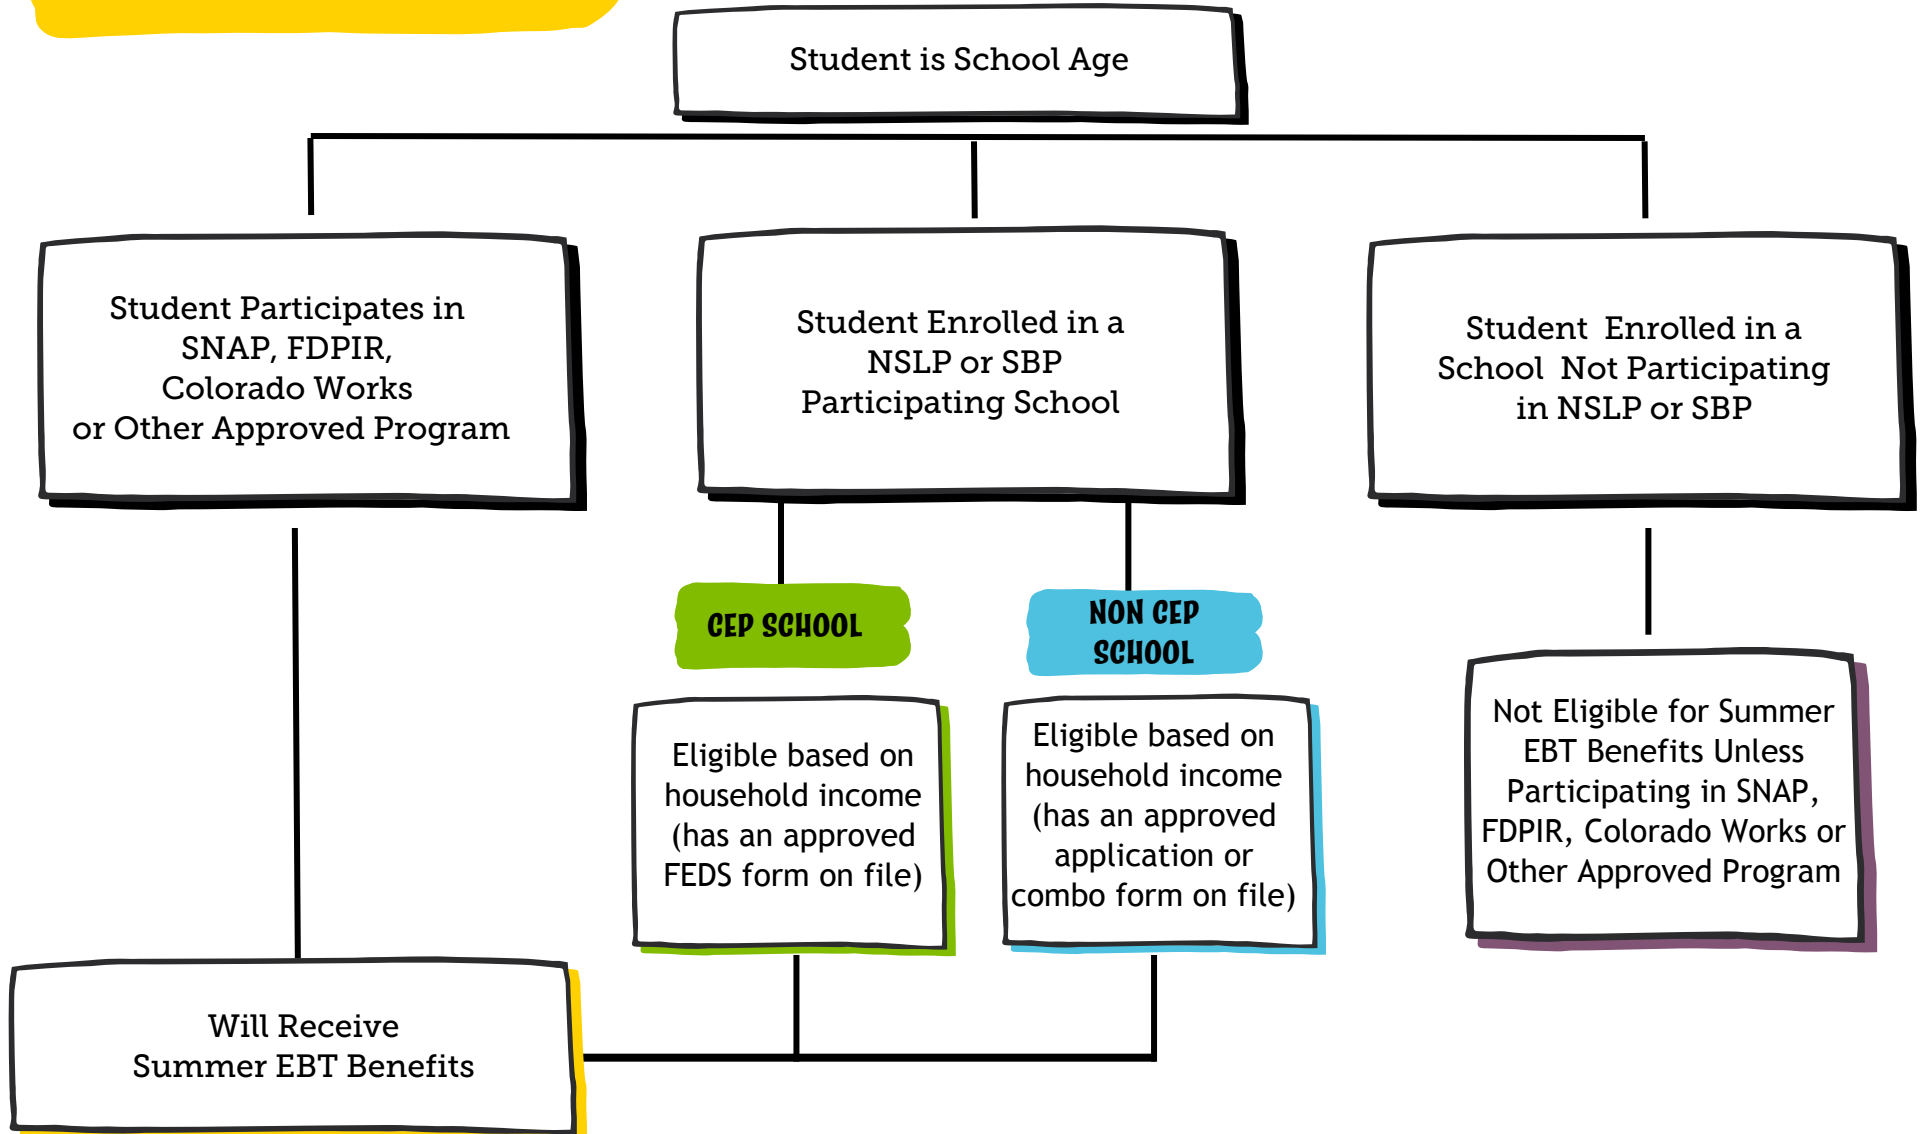 Student is School Age
Student Participates in
SNAP, FDPIR,
Colorado Works
or Other Approved Program
Student Enrolled in a
NSLP or SBP
Participating School
Student Enrolled in a
School Not Participating
in NSLP or SBP
CEP SCHOOL
NON CEP
SCHOOL
Eligible based on
household income
(has an approved
FEDS form on file)
Eligible based on
household income
(has an approved
application or
combo form on file)
Not Eligible for Summer
EBT Benefits Unless
Participating in SNAP,
FDPIR, Colorado Works or
Other Approved Program
Will Receive
Summer EBT Benefits